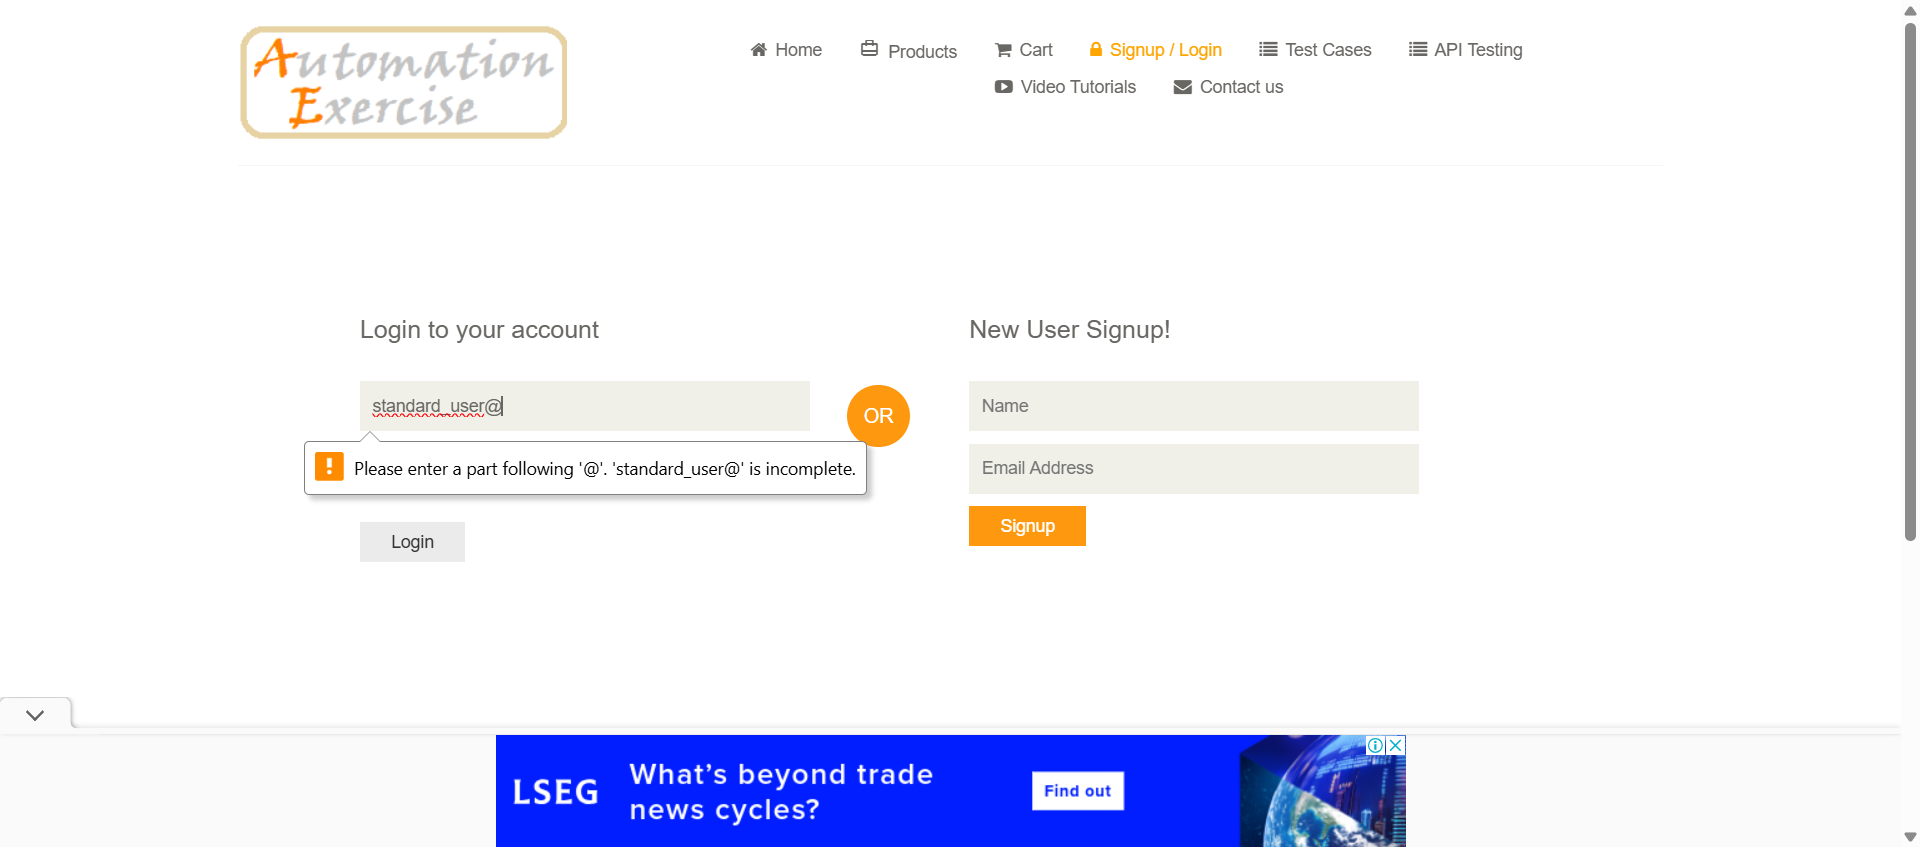 Automation
Exercise
Home
Products
Cart
Signup / Login
Test Cases
API Testing
Video Tutorials
Contact us
Login to your account
standard_user@
Please enter a part following '@'. 'standard_user@' is incomplete.
Login
OR
New User Signup!
Name
Email Address
Signup
LSEG
What's beyond trade
news cycles?
Find out